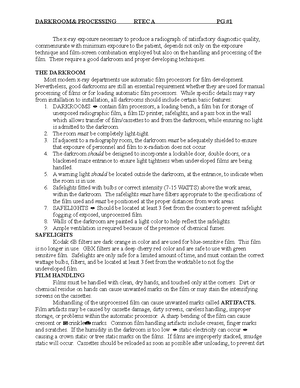 DARKROOM & PROCESSING RTEC A PG #1
The x-ray exposure necessary to produce a radiograph of satisfactory diagnostic quality,
commensurate with minimum exposure to the patient, depends not only on the exposure
technique and film-screen combination employed but also on the handling and processing of the
film. These require a good darkroom and proper developing techniques.
THE DARKROOM
Most modern x-ray departments use automatic film processors for film development.
Nevertheless, good darkrooms are still an essential requirement whether they are used for manual
processing of films or for loading automatic film processors. While specific details may vary
from installation to installation, all darkrooms should include certain basic features:
1. DARKROOMS contain film processors, a loading bench, a film bin for storage of
unexposed radiographic film, a film ID printer, safelights, and a pass box in the wall
which allows transfer of film/cassettes to and from the darkroom, while ensuring no light
is admitted to the darkroom.
2. The room must be completely light-tight.
3. If adjacent to a radiography room, the darkroom must be adequately shielded to ensure
that exposure of personnel and film to x-radiation does not occur.
4. The darkroom should be designed to incorporate a lockable door, double doors, or a
blackened maze entrance to ensure light tightness when undeveloped films are being
handled.
5. A warning light should be located outside the darkroom, at the entrance, to indicate when
the room is in use.
6. Safelights fitted with bulbs of correct intensity (7-15 WATTS) above the work areas,
within the darkroom. The safelights must have filters appropriate to the specifications of
the film used and must be positioned at the proper distances from work areas.
7. SAFELIGHTS (Should be located at least 3 feet from the counters to prevent safelight
fogging of exposed, unprocessed film.
8. Walls of the darkroom are painted a light color to help reflect the safelights.
9. Ample ventilation is required because of the presence of chemical fumes.
SAFELIGHTS
Kodak 6B filters are dark orange in color and are used for blue-sensitive film. This film
is no longer in use. GBX filters are a deep cherry red color and are safe to use with green
sensitive film. Safelights are only safe for a limited amount of time, and must contain the correct
wattage bulbs, filters, and be located at least 3 feet from the worktable to not fog the
undeveloped film.
FILM HANDLING
Films must be handled with clean, dry hands, and touched only at the corners. Dirt or
chemical residue on hands can cause unwanted marks on the film or may stain the intensifying
screens on the cassettes.
Mishandling of the unprocessed film can cause unwanted marks called ARTIFACTS.
Film artifacts may be caused by cassette damage, dirty screens, careless handling, improper
storage, or problems within the automatic processor. A sharp bending of the film can cause
crescent or marks. Common film handling artifacts include creases, finger marks
and scratches. If the humidity in the darkroom is too low static electricity can occur
causing a crown static or tree static marks on the films. If films are improperly stacked, smudge
static will occur. Cassettes should be reloaded as soon as possible after unloading, to prevent dirt